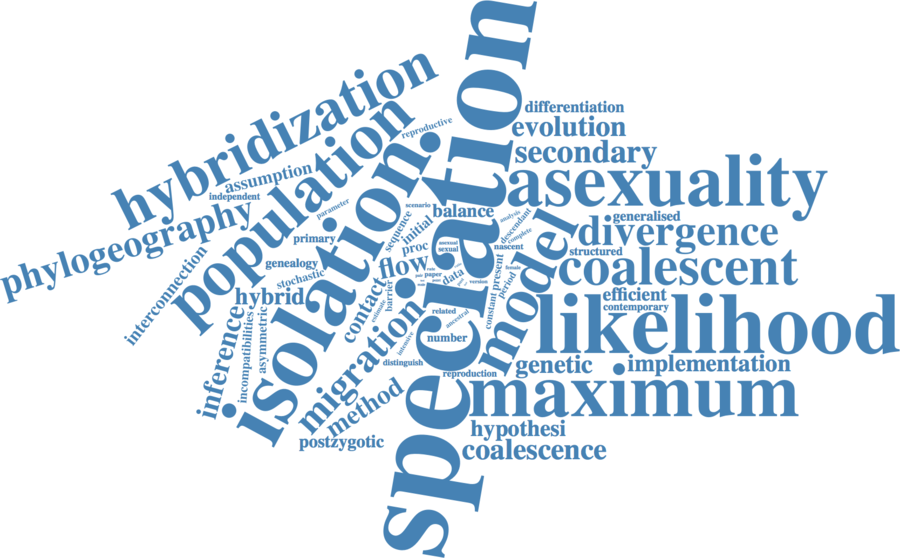 speciation
differentiation
evolution
secondary
asexuality
hybridization
population
reproductive
isolation
assumption
independent
phylogeography
parameter
scenario
balance
sequence
initial
proc
analysis
descendant
complete
nascent
model
generalised
divergence
structured
coalescent
primary
interconnection
genealogy
stochastic
hybrid
asexual
sexual
flow
paper
data
version
contact
barrier
estimate
constant
present
period
female
efficient
contemporary
likelihood
inference
incompatibilities
asymmetric
migration
related
ancestral
number
intensive
distinguish
reproduction
genetic
implementation
maximum
method
postzygotic
hypothesi
coalescence